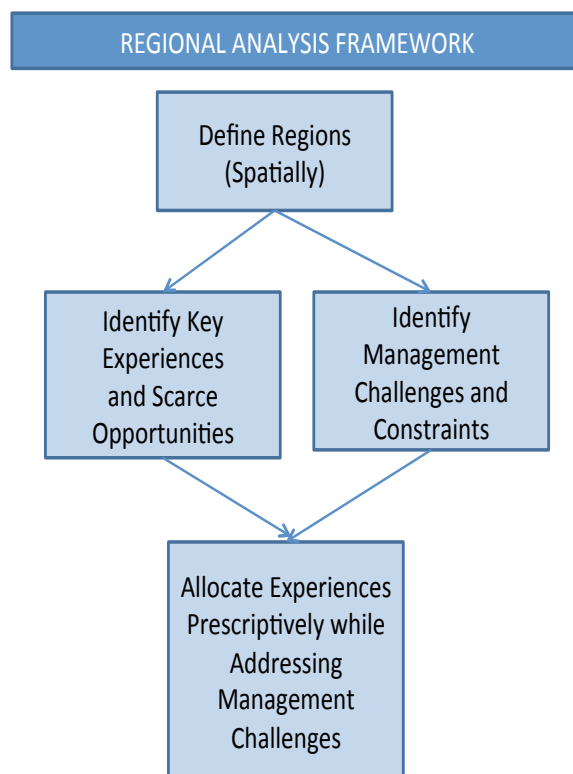 REGIONAL ANALYSIS FRAMEWORK
Define Regions
(Spatially)
Identify Key
Experiences
and Scarce
Opportunities
Identify
Management
Challenges and
Constraints
Allocate Experiences
Prescriptively while
Addressing
Management
Challenges